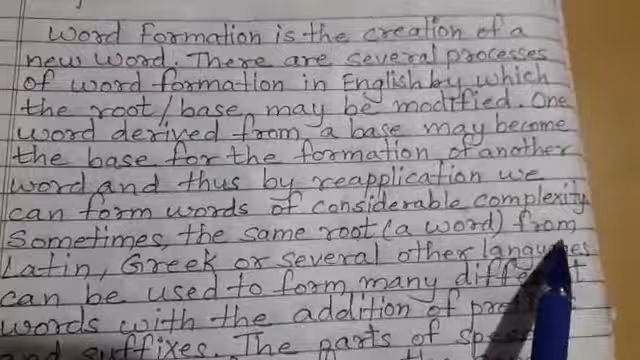 Word Formation is the creation of a
new word. There are several processes
of word formation in English by which
the root/base may be modified. One
word derived from a base may become
the base for the formation of another
word and thus by reapplication we
can form words of considerable complexity.
Sometimes, the same root (a word) from
Latin, Greek or several other languages
can be used to form many different
words with the addition of
and suffixes. The parts of